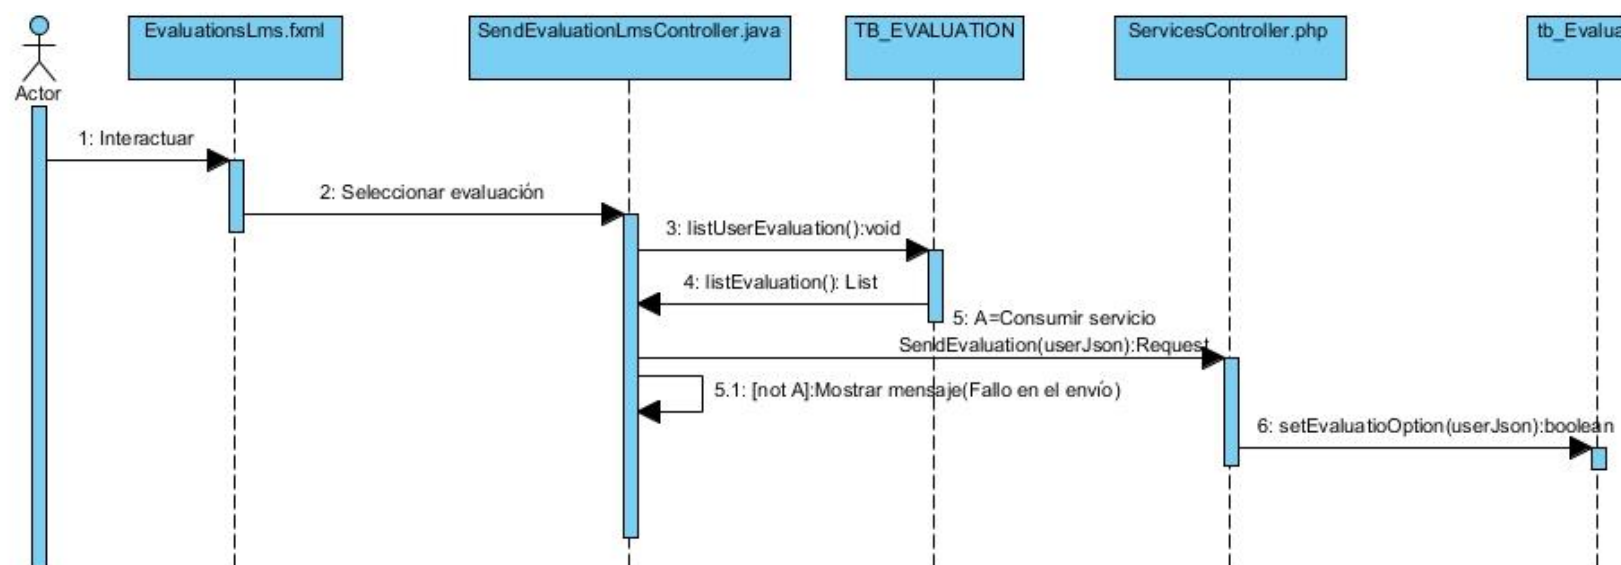 EvaluationsLms.fxml
SendEvaluationLmsController.java
TB_EVALUATION
ServicesController.php
tb_Evalua
Actor
1: Interactuar
2: Seleccionar evaluación
3: listUserEvaluation():void
4: listEvaluation(): List
5: A=Consumir servicio
SendEvaluation(userJson):Request
5.1: [not A]:Mostrar mensaje(Fallo en el envío)
6: setEvaluatioOption(userJson):boolean